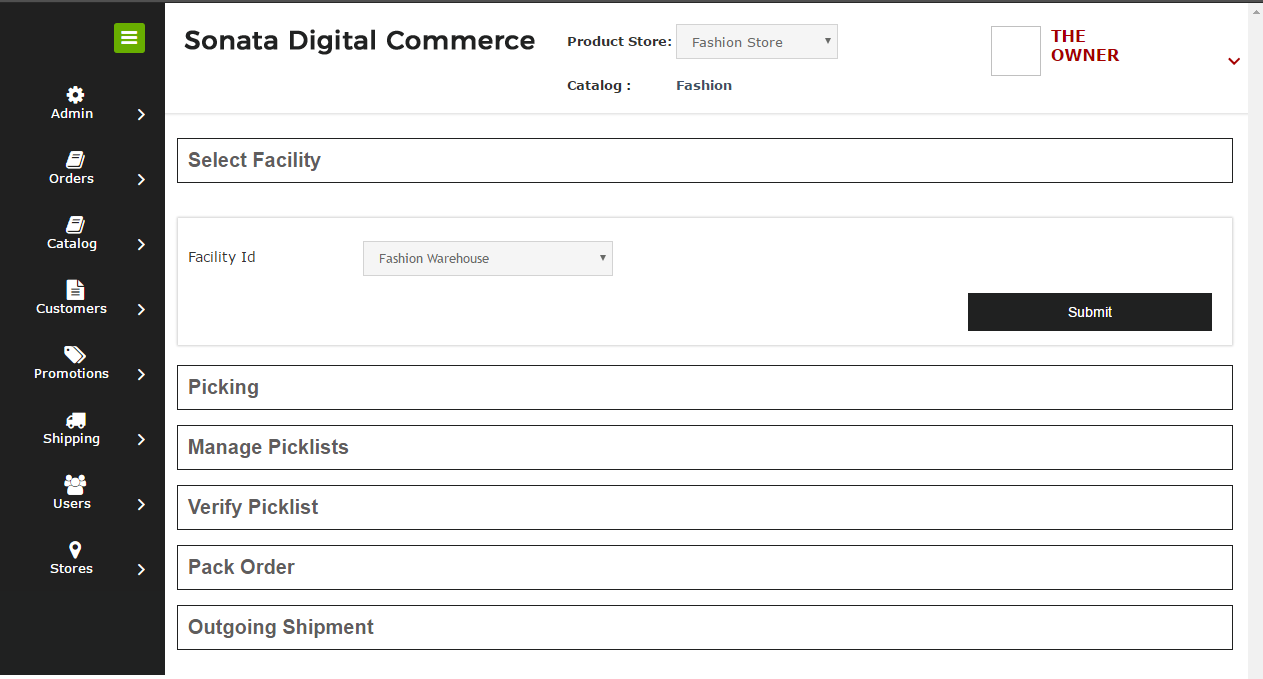 Sonata Digital Commerce
Product Store:
Fashion Store
Catalog :
Fashion
THE
OWNER
Admin
Orders
Catalog
Customers
Promotions
Shipping
Users
Stores
Select Facility
Facility Id
Fashion Warehouse
Submit
Picking
Manage Picklists
Verify Picklist
Pack Order
Outgoing Shipment